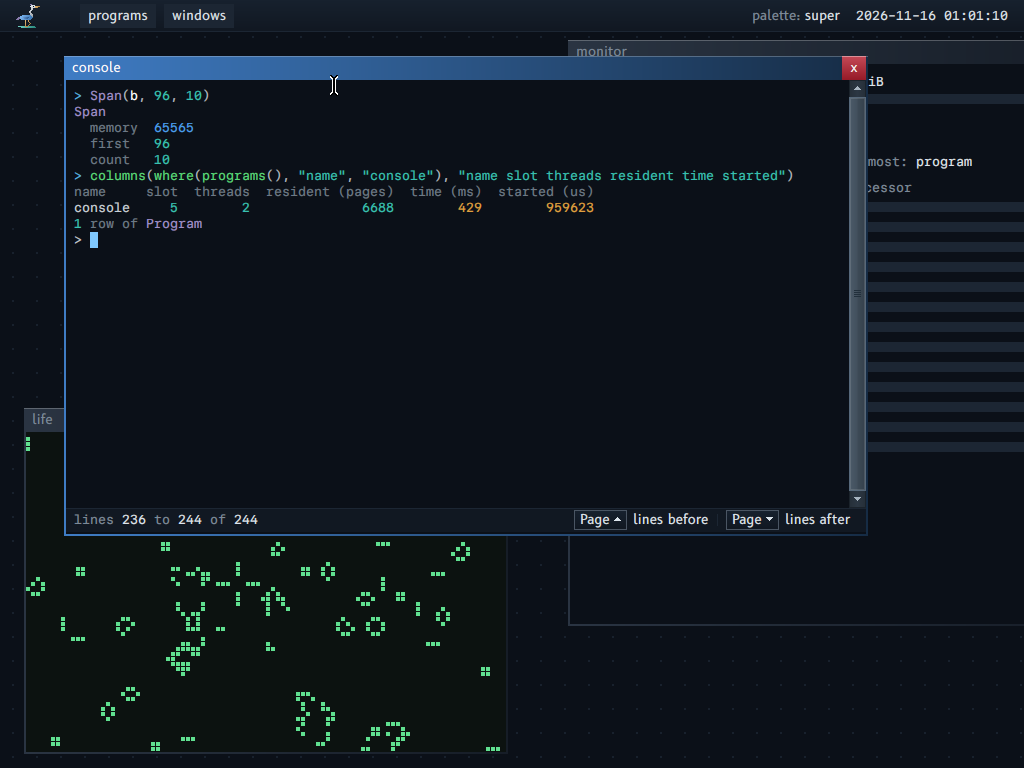 programs windows palette: super 2026-11-16 01:01:10
monitor
console x
iB
> Span(b, 96, 10)
Span
memory 65565
first 96
count 10
most: program
> columns(where(programs(), "name", "console"), "name slot threads resident time started")
cessor
name slot threads resident (pages) time (ms) started (us)
console 5 2 6688 429 959623
1 row of Program
>
life
lines 236 to 244 of 244 Page lines before Page lines after